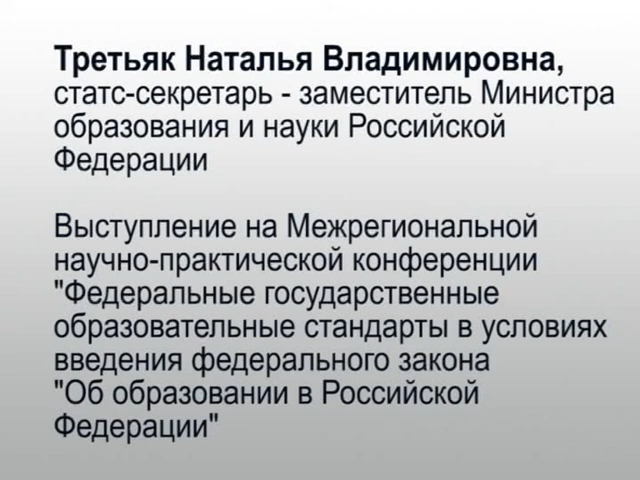 Третьяк Наталья Владимировна,
статс-секретарь - заместитель Министра
образования и науки Российской
Федерации
Выступление на Межрегиональной
научно-практической конференции
"Федеральные государственные
образовательные стандарты в условиях
введения федерального закона
"Об образовании в Российской
Федерации"